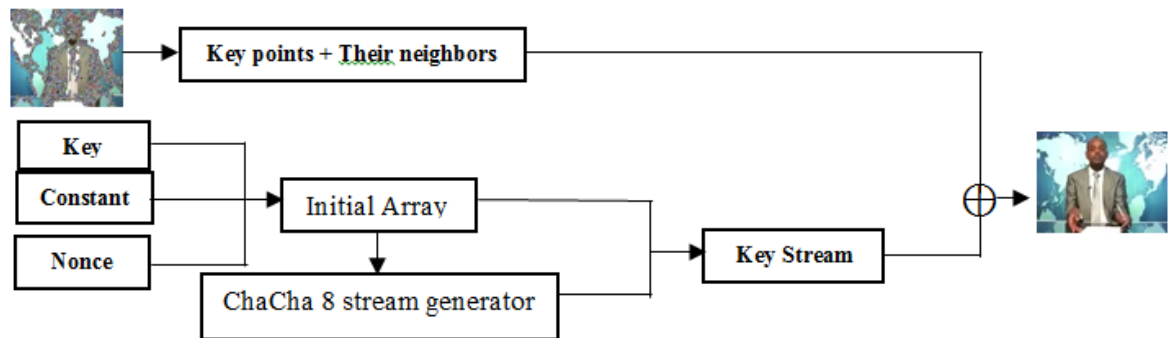 Key points + Their neighbors
Key
Constant
Initial Array
Nonce
Key Stream
ChaCha 8 stream generator